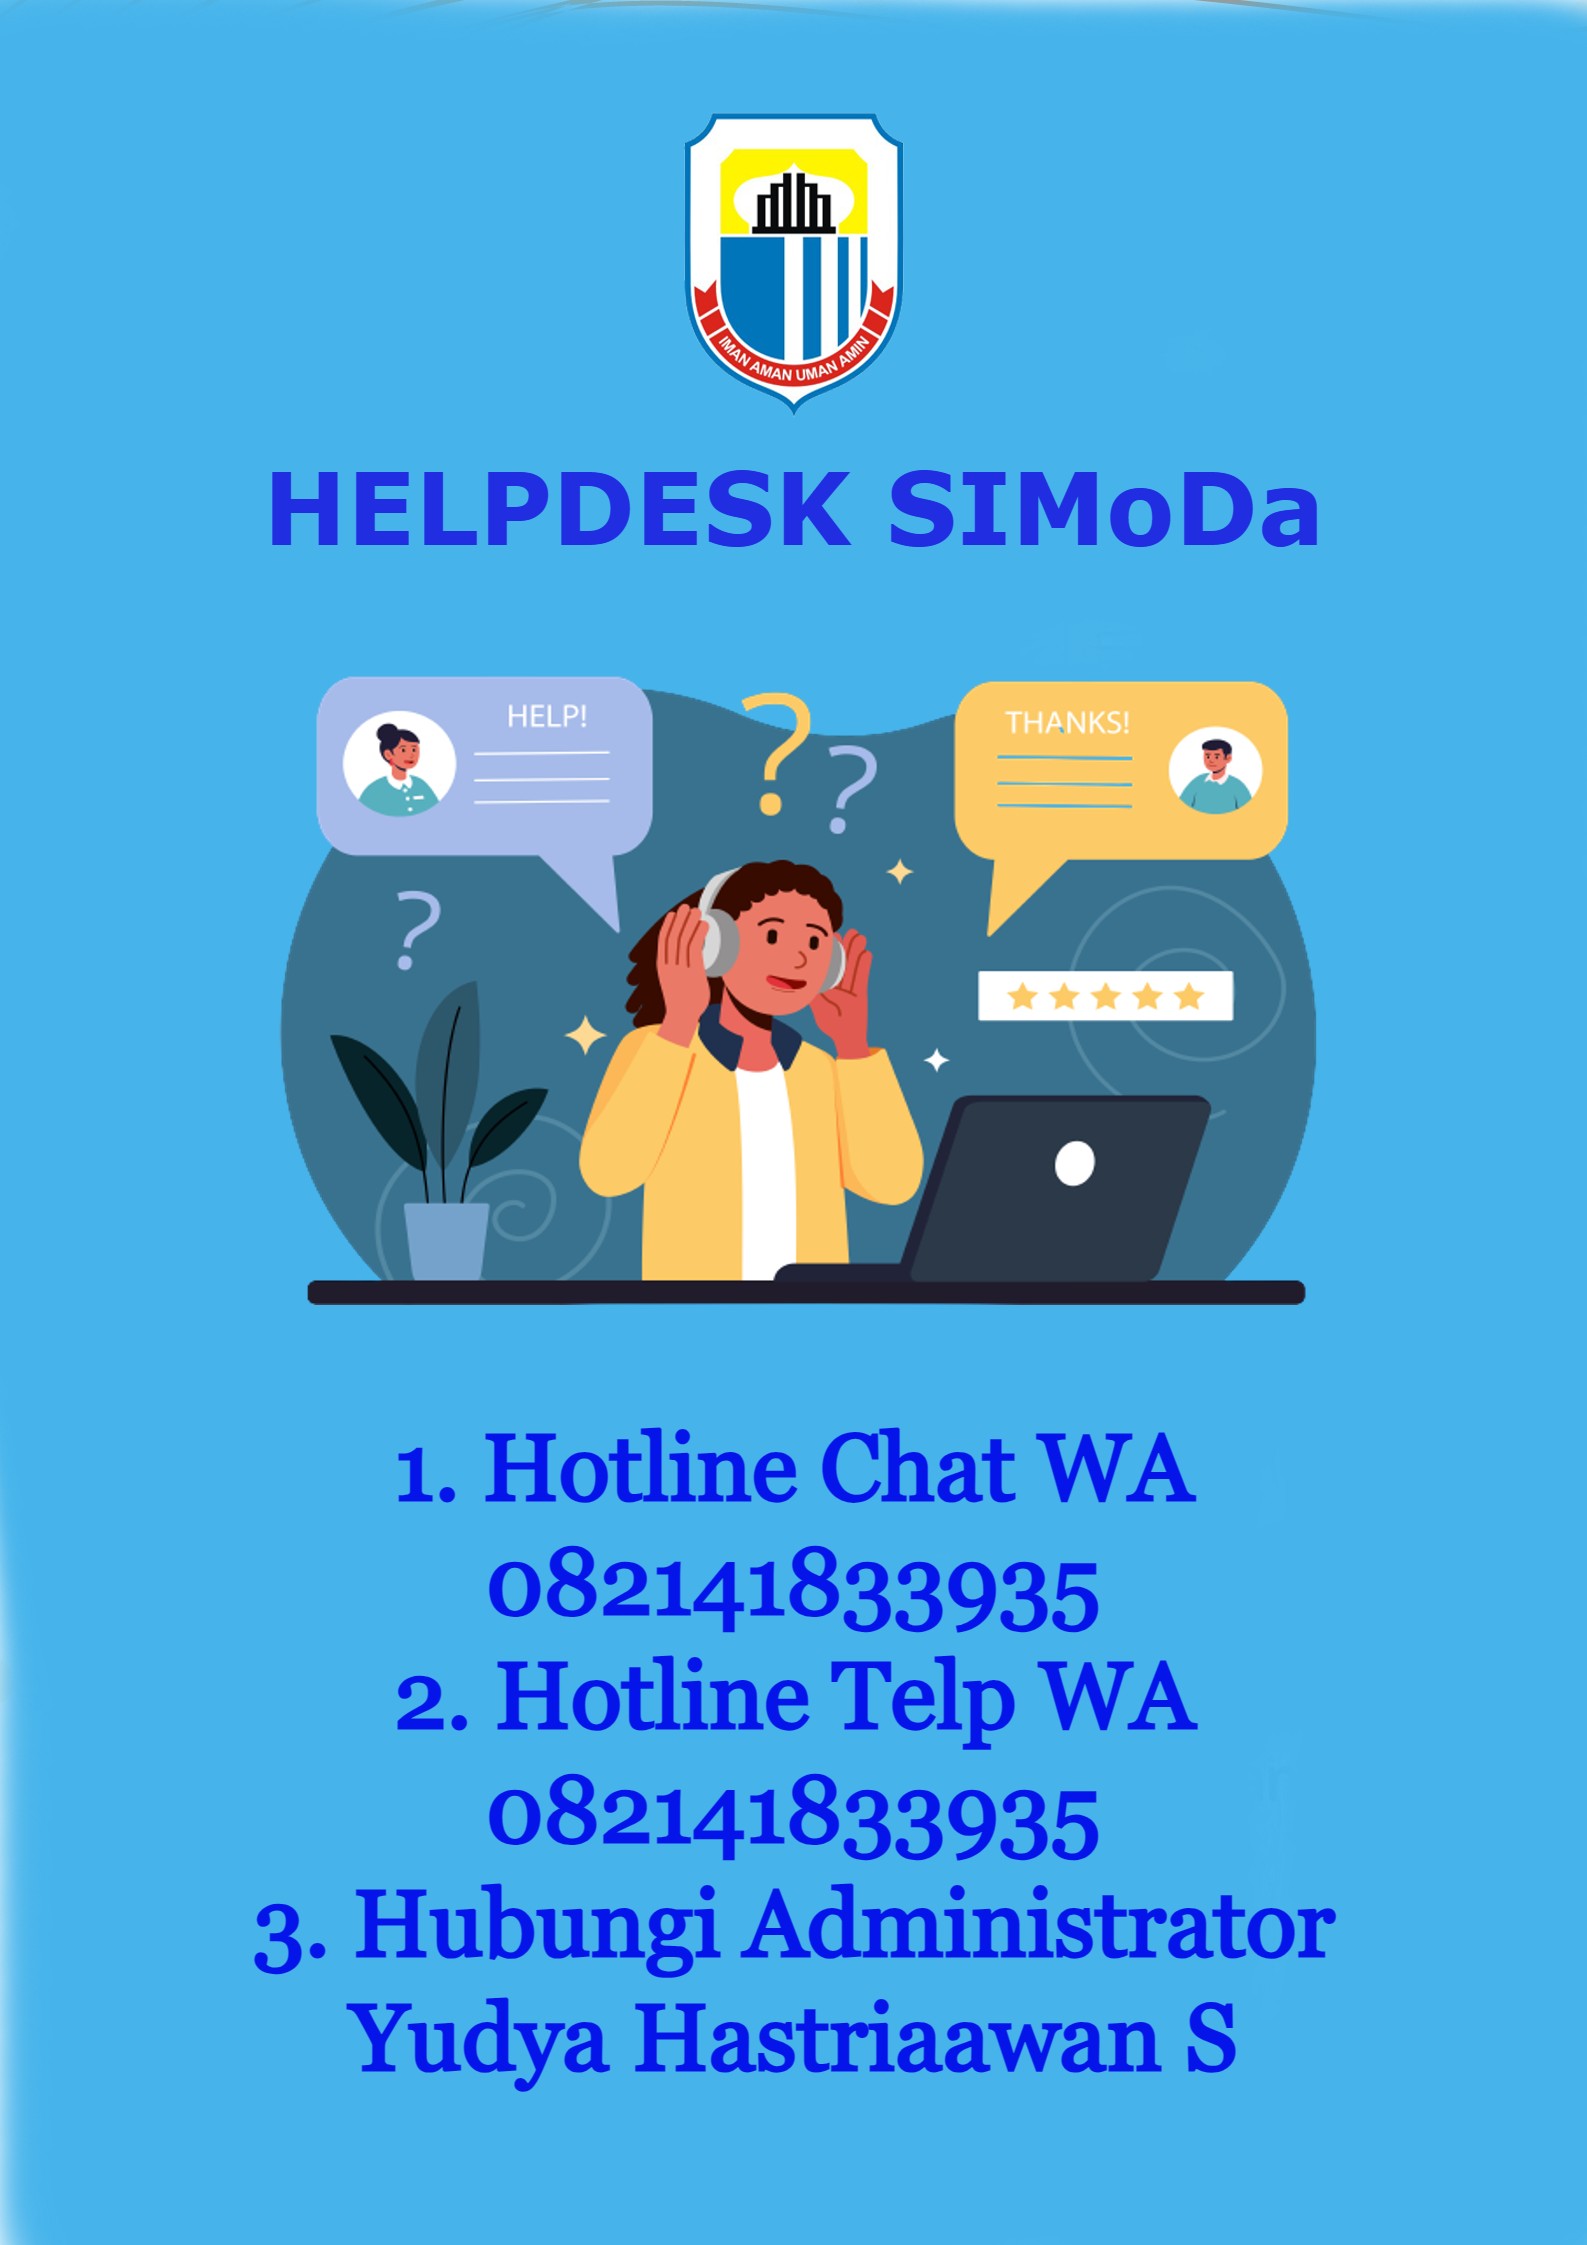 IMAN AMAN UMAN AMIN
HELPDESK SIMoDa
HELP!
THANKS!
? ?
?
1. Hotline Chat WA
082141833935
2. Hotline Telp WA
082141833935
3. Hubungi Administrator
Yudya Hastriaawan S